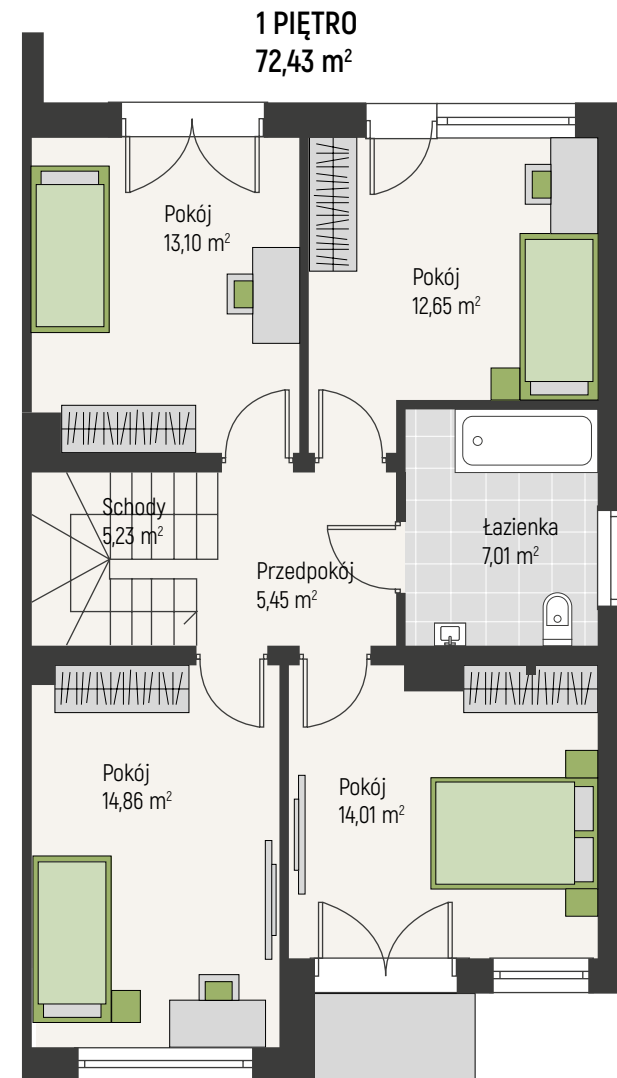 1 PIĘTRO
72,43 m²
Pokój
13,10 m²
Pokój
12,65 m²
Schody
5,23 m²
Łazienka
7,01 m²
Przedpokój
5,45 m²
Pokój
14,86 m²
Pokój
14,01 m²